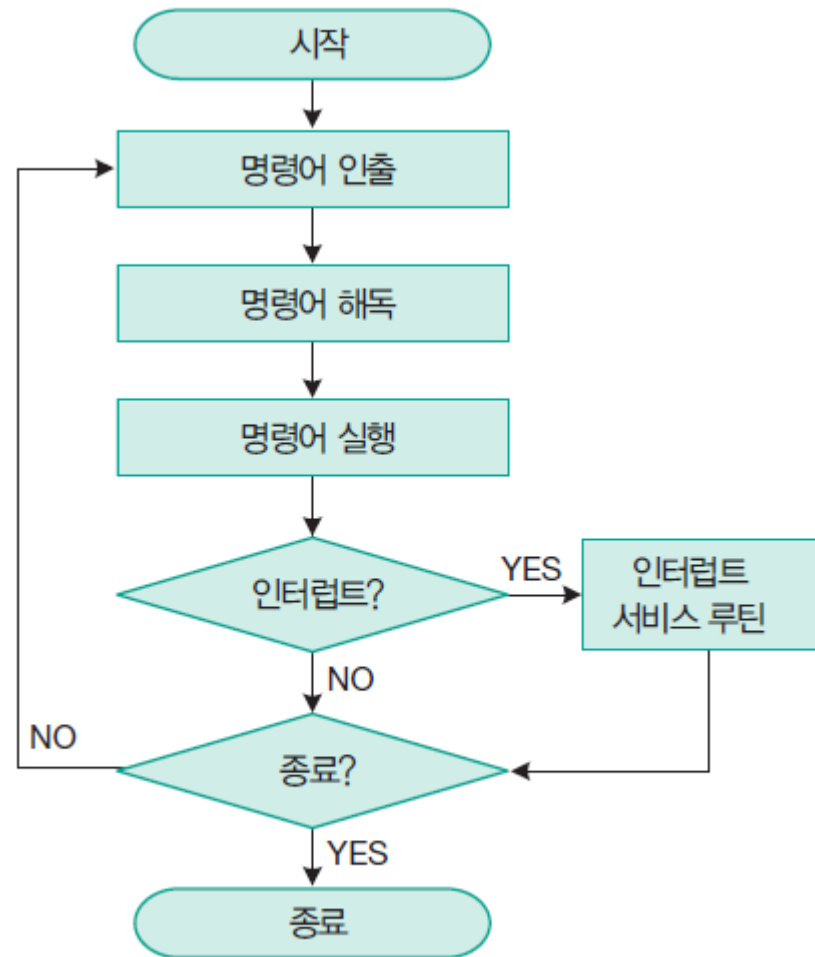 시작
명령어 인출
명령어 해독
명령어 실행
인터럽트?
YES
인터럽트
서비스 루틴
NO
NO
종료?
YES
종료